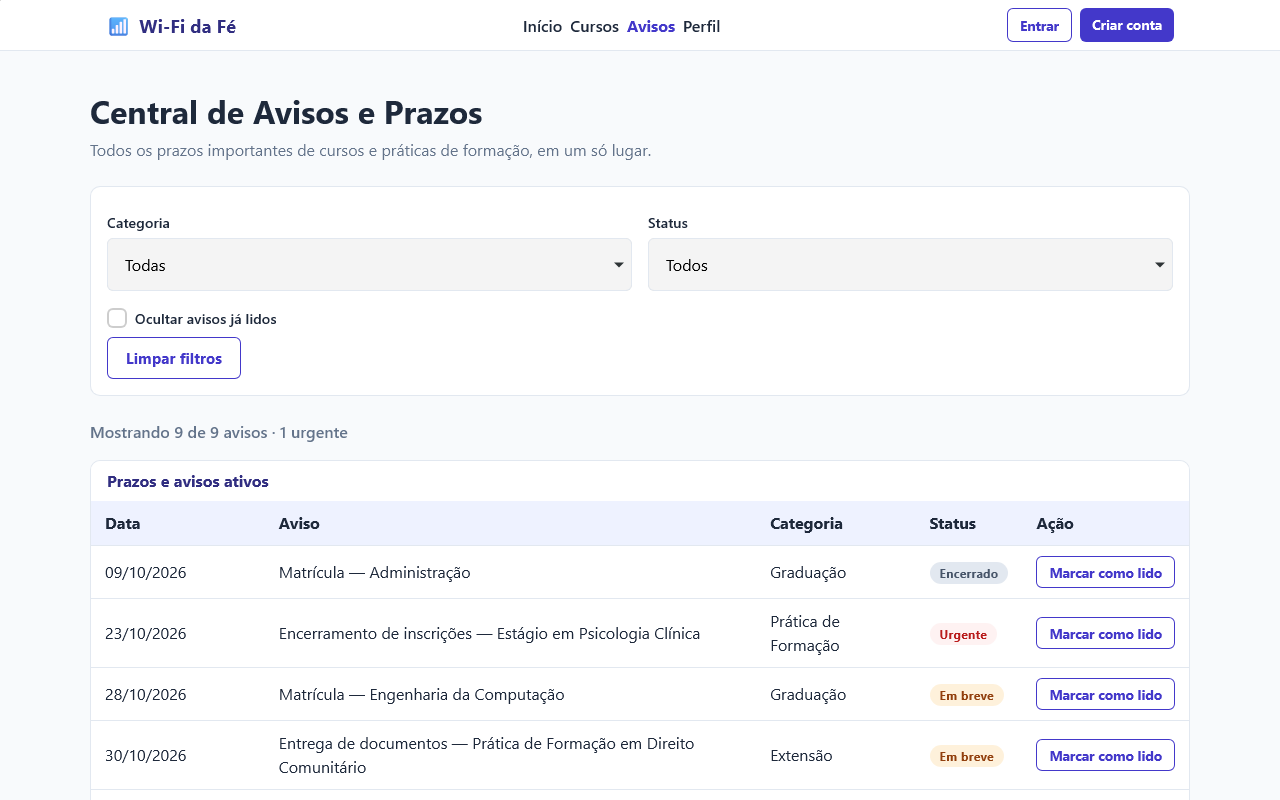 Wi-Fi da Fé
Início Cursos Avisos Perfil
Entrar
Criar conta
Central de Avisos e Prazos
Todos os prazos importantes de cursos e práticas de formação, em um só lugar.
Categoria
Status
Todas
Todos
Ocultar avisos já lidos
Limpar filtros
Mostrando 9 de 9 avisos · 1 urgente
Prazos e avisos ativos
Data Aviso Categoria Status Ação
09/10/2026 Matrícula — Administração Graduação Encerrado Marcar como lido
23/10/2026 Encerramento de inscrições — Estágio em Psicologia Clínica Prática de Formação Urgente Marcar como lido
28/10/2026 Matrícula — Engenharia da Computação Graduação Em breve Marcar como lido
30/10/2026 Entrega de documentos — Prática de Formação em Direito Comunitário Extensão Em breve Marcar como lido